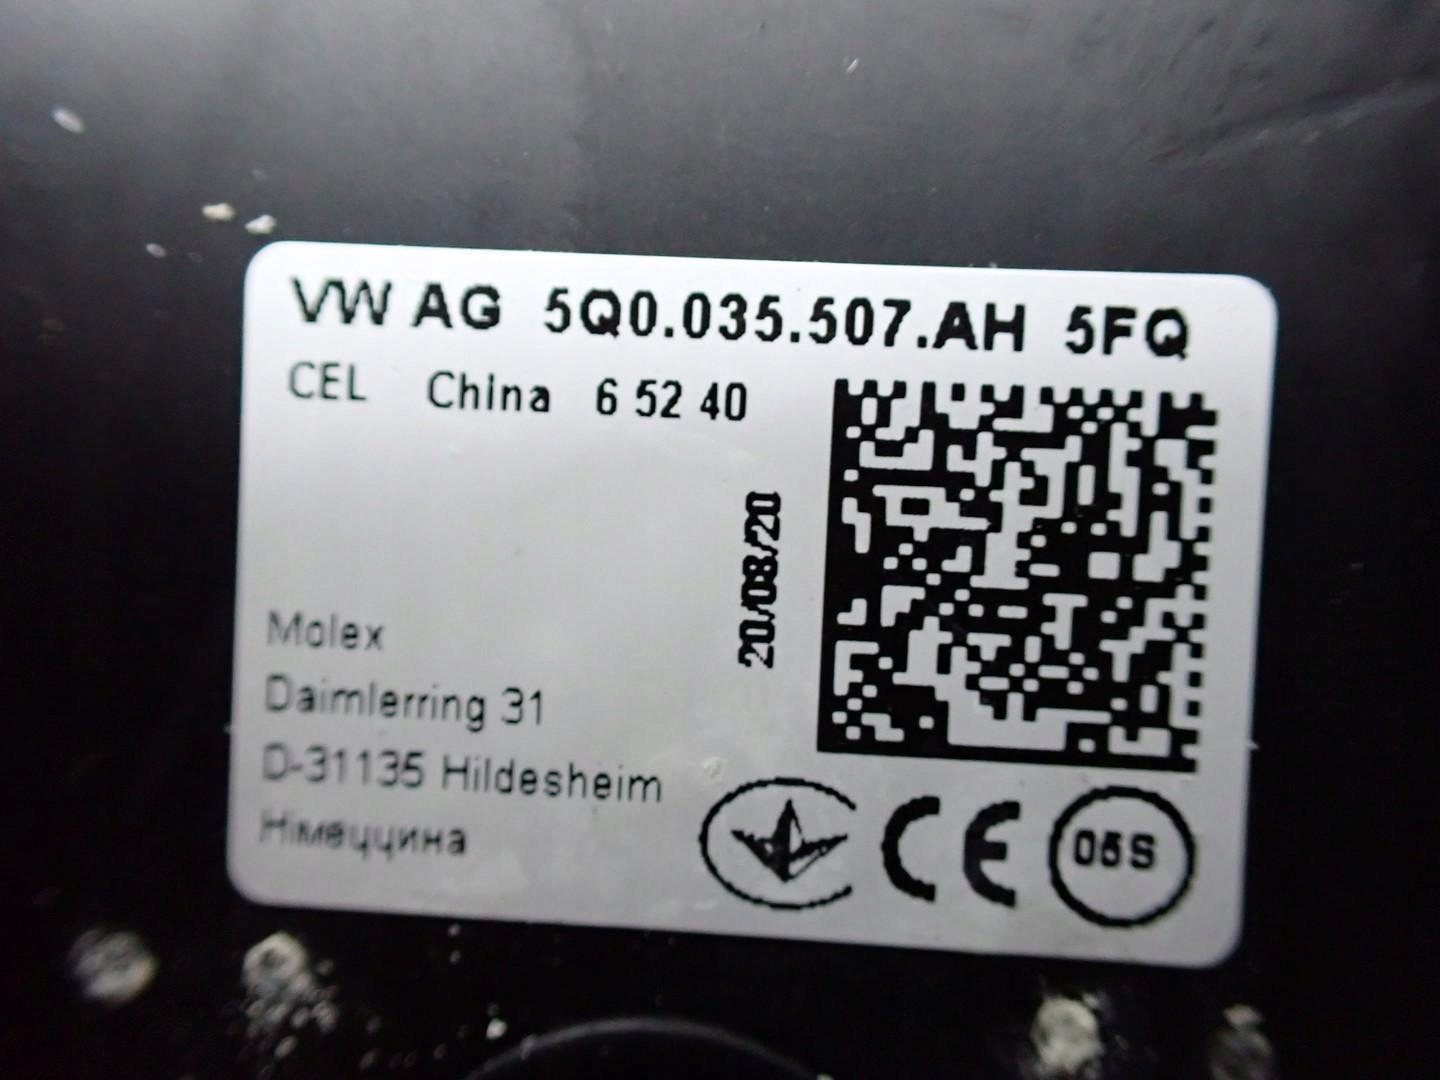 VW AG 5Q0.035.507.AH 5FQ
CEL China 6 52 40
20/08/20
Molex
Daimlerring 31
D-31135 Hildesheim
Німеччина
CE
05S